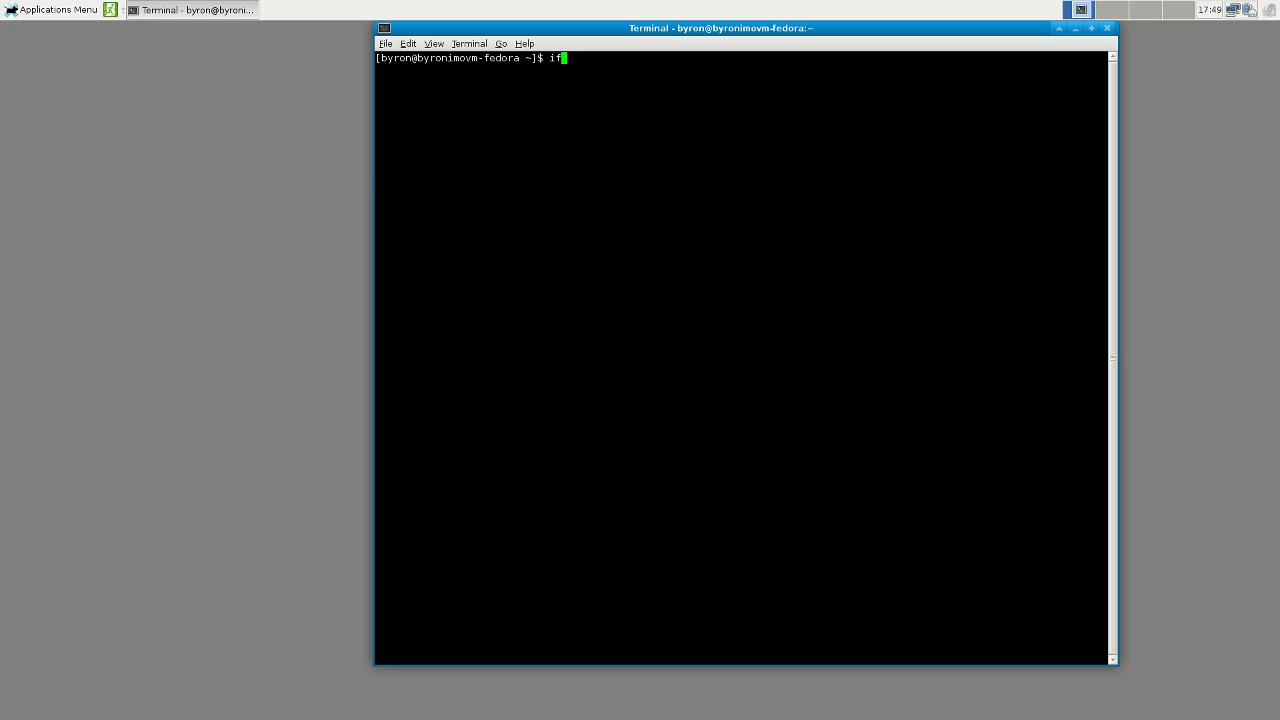 Applications Menu
Terminal - byron@byroni...
17:49
Terminal - byron@byronimovm-fedora:~
File Edit View Terminal Go Help
[byron@byronimovm-fedora ~]$ if